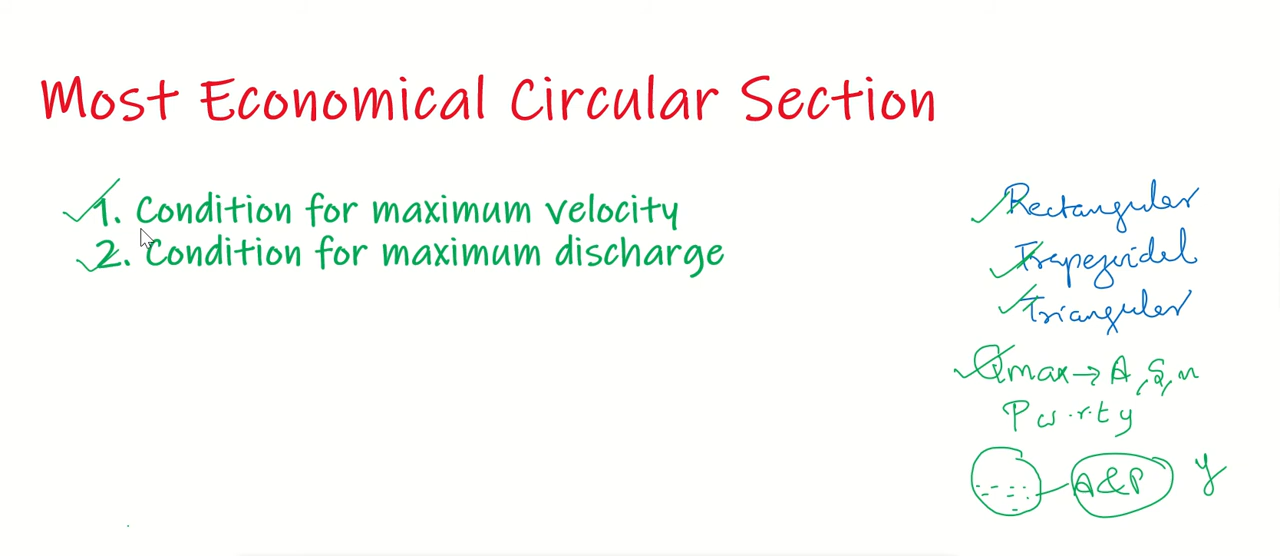 Most Economical Circular Section
1. Condition for maximum velocity
2. Condition for maximum discharge
Rectangular
Trapezoidal
Triangular
Qmax → A, S, n
P w.r.t y
A&P y